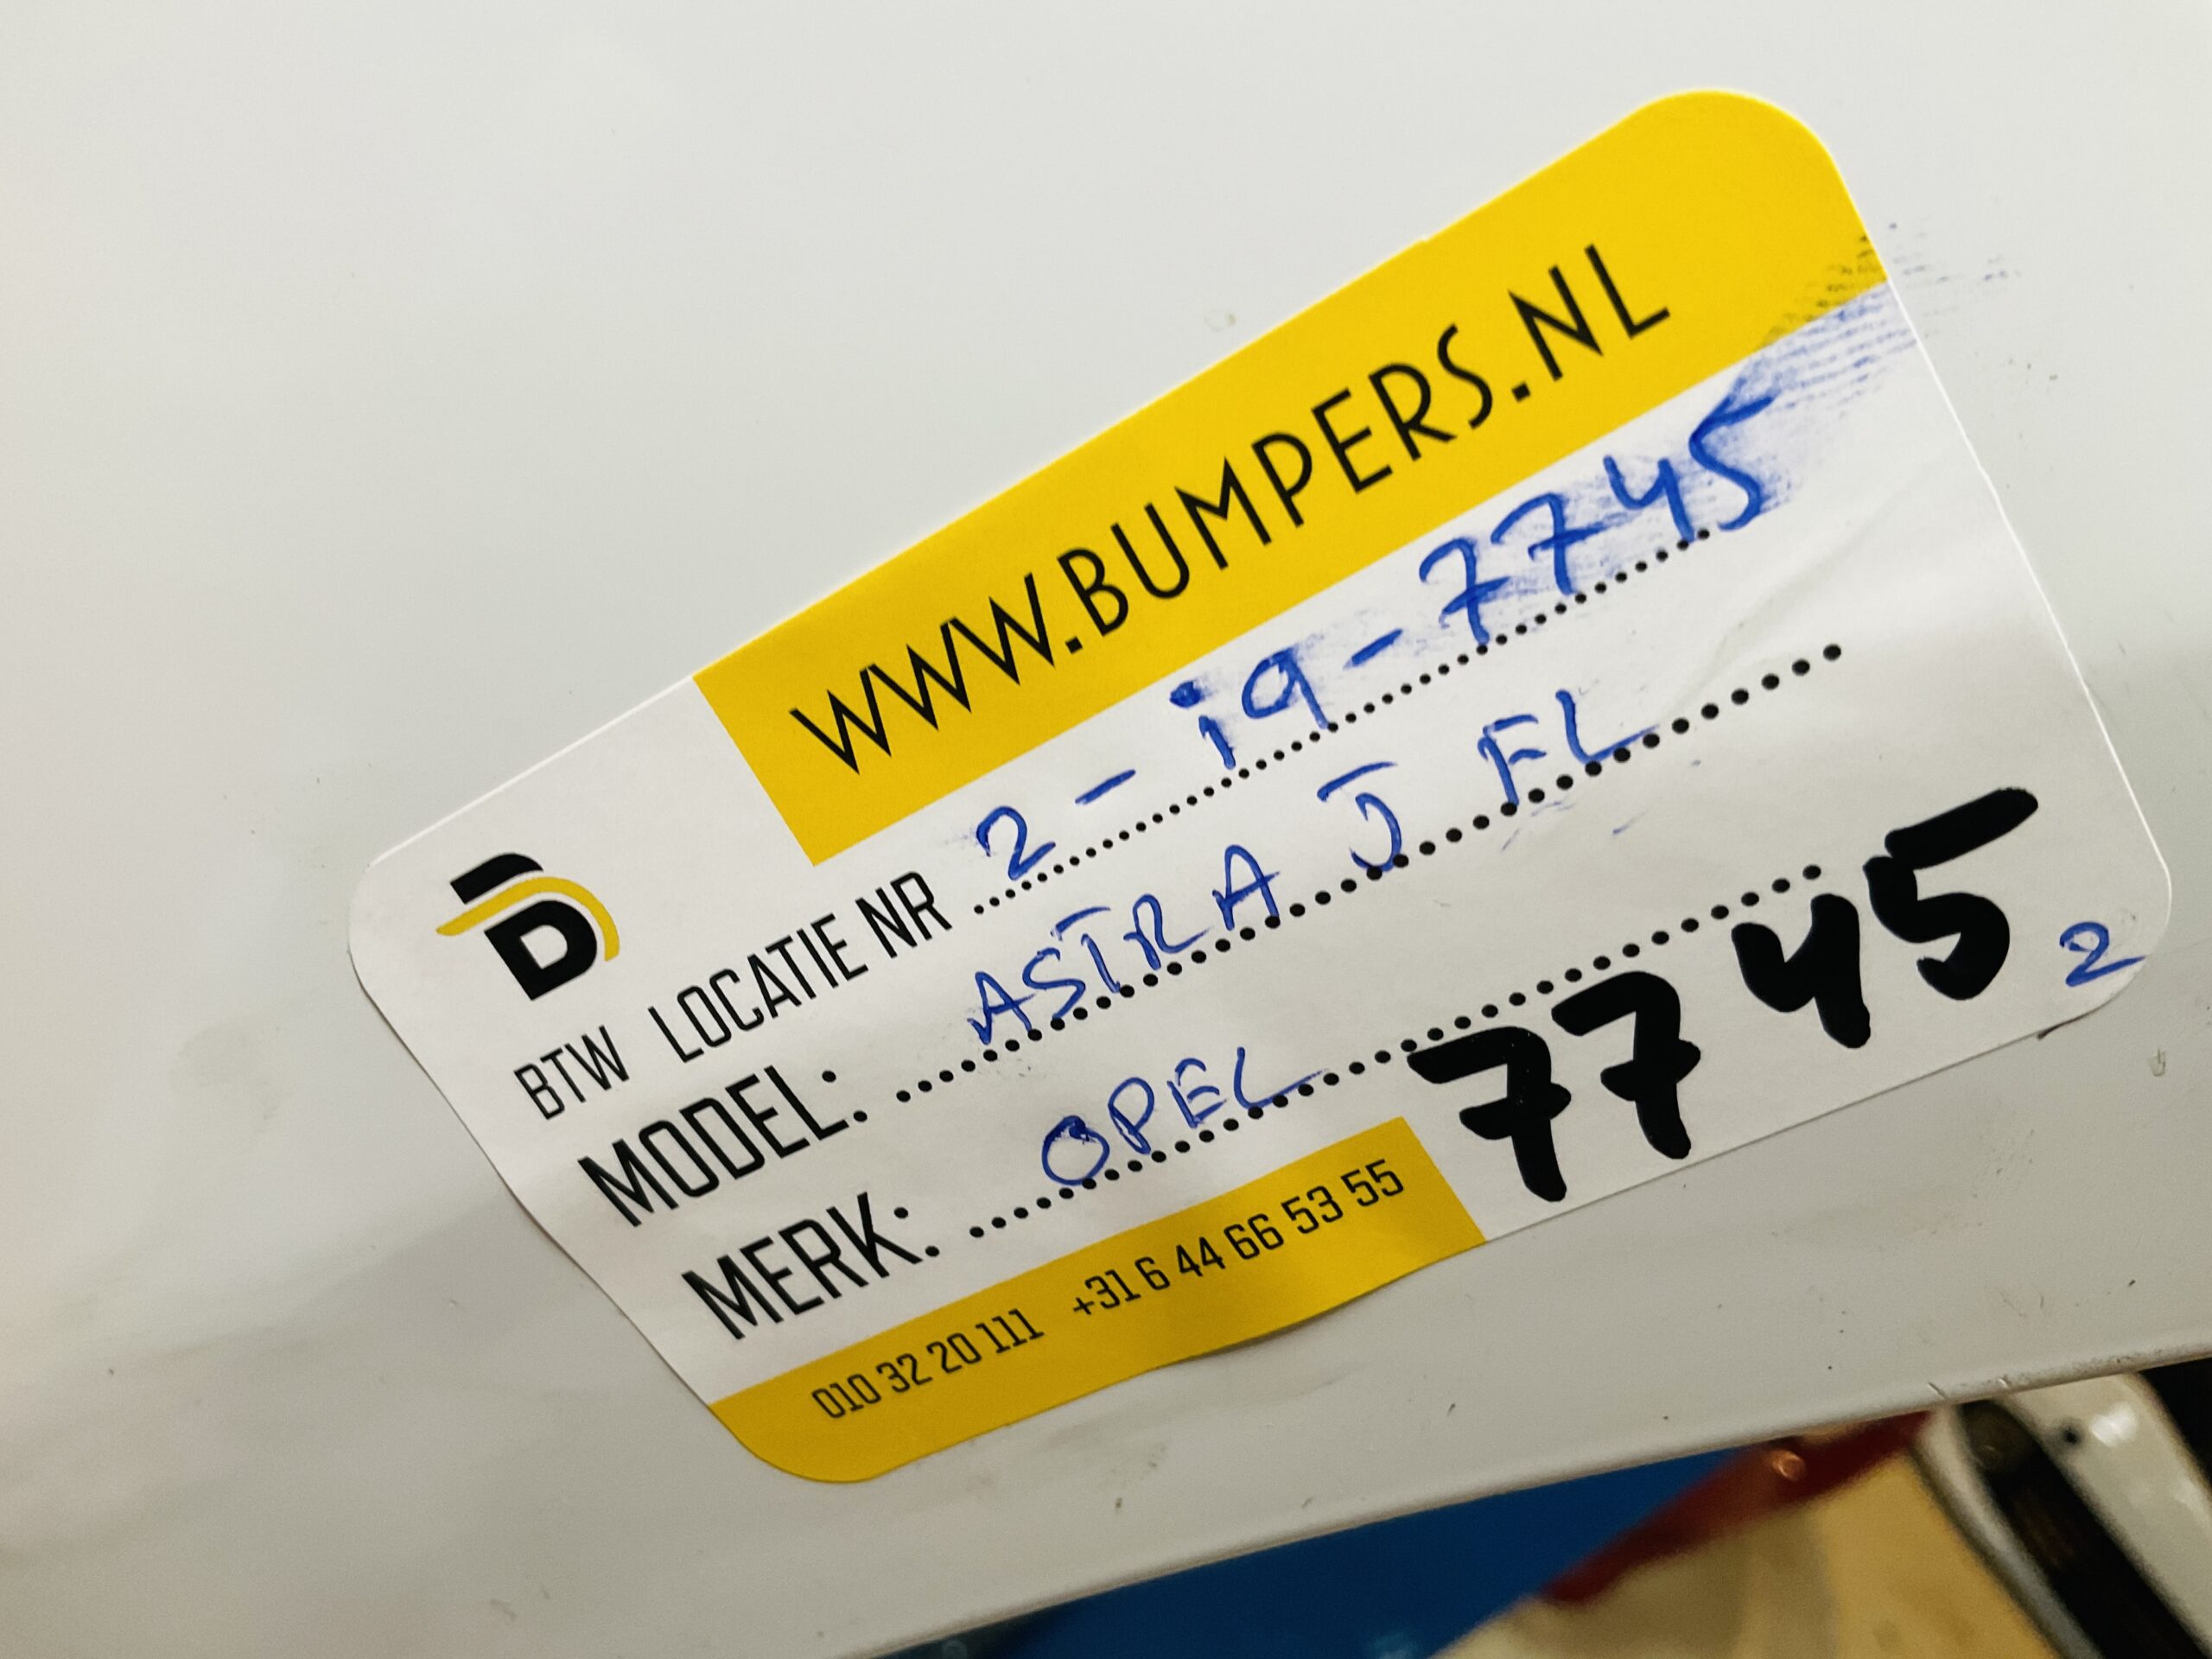 WWW.BUMPERS.NL
BTW LOCATIE NR 2 - i9 - 7745
MODEL: ASTRA J FL
MERK: OPEL
7745 2
010 32 20 111 +31 6 44 66 53 55